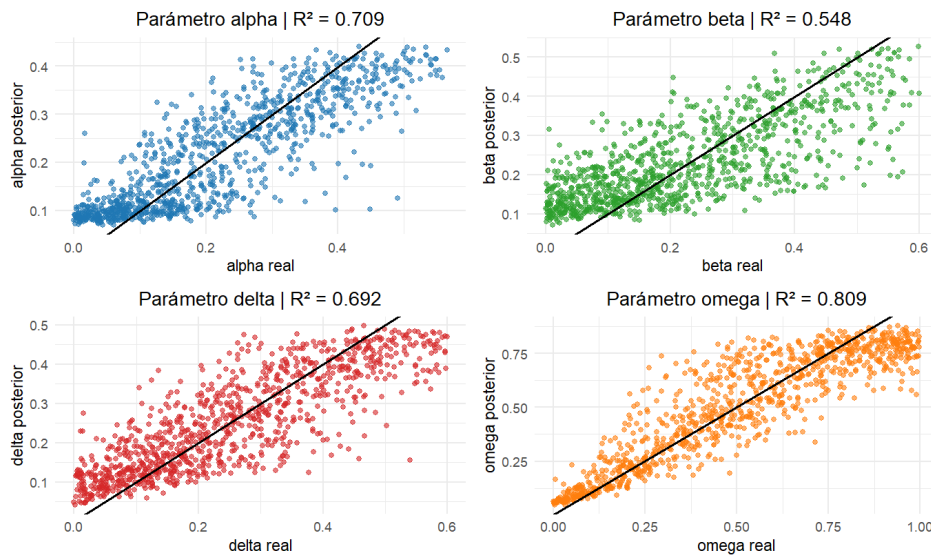 Parámetro alpha | R² = 0.709
alpha posterior
0.4
0.3
0.2
0.1
0.0 0.2 0.4
alpha real
Parámetro beta | R² = 0.548
beta posterior
0.5
0.4
0.3
0.2
0.1
0.0 0.2 0.4 0.6
beta real
Parámetro delta | R² = 0.692
delta posterior
0.5
0.4
0.3
0.2
0.1
0.0 0.2 0.4 0.6
delta real
Parámetro omega | R² = 0.809
omega posterior
0.75
0.50
0.25
0.00 0.25 0.50 0.75 1.00
omega real